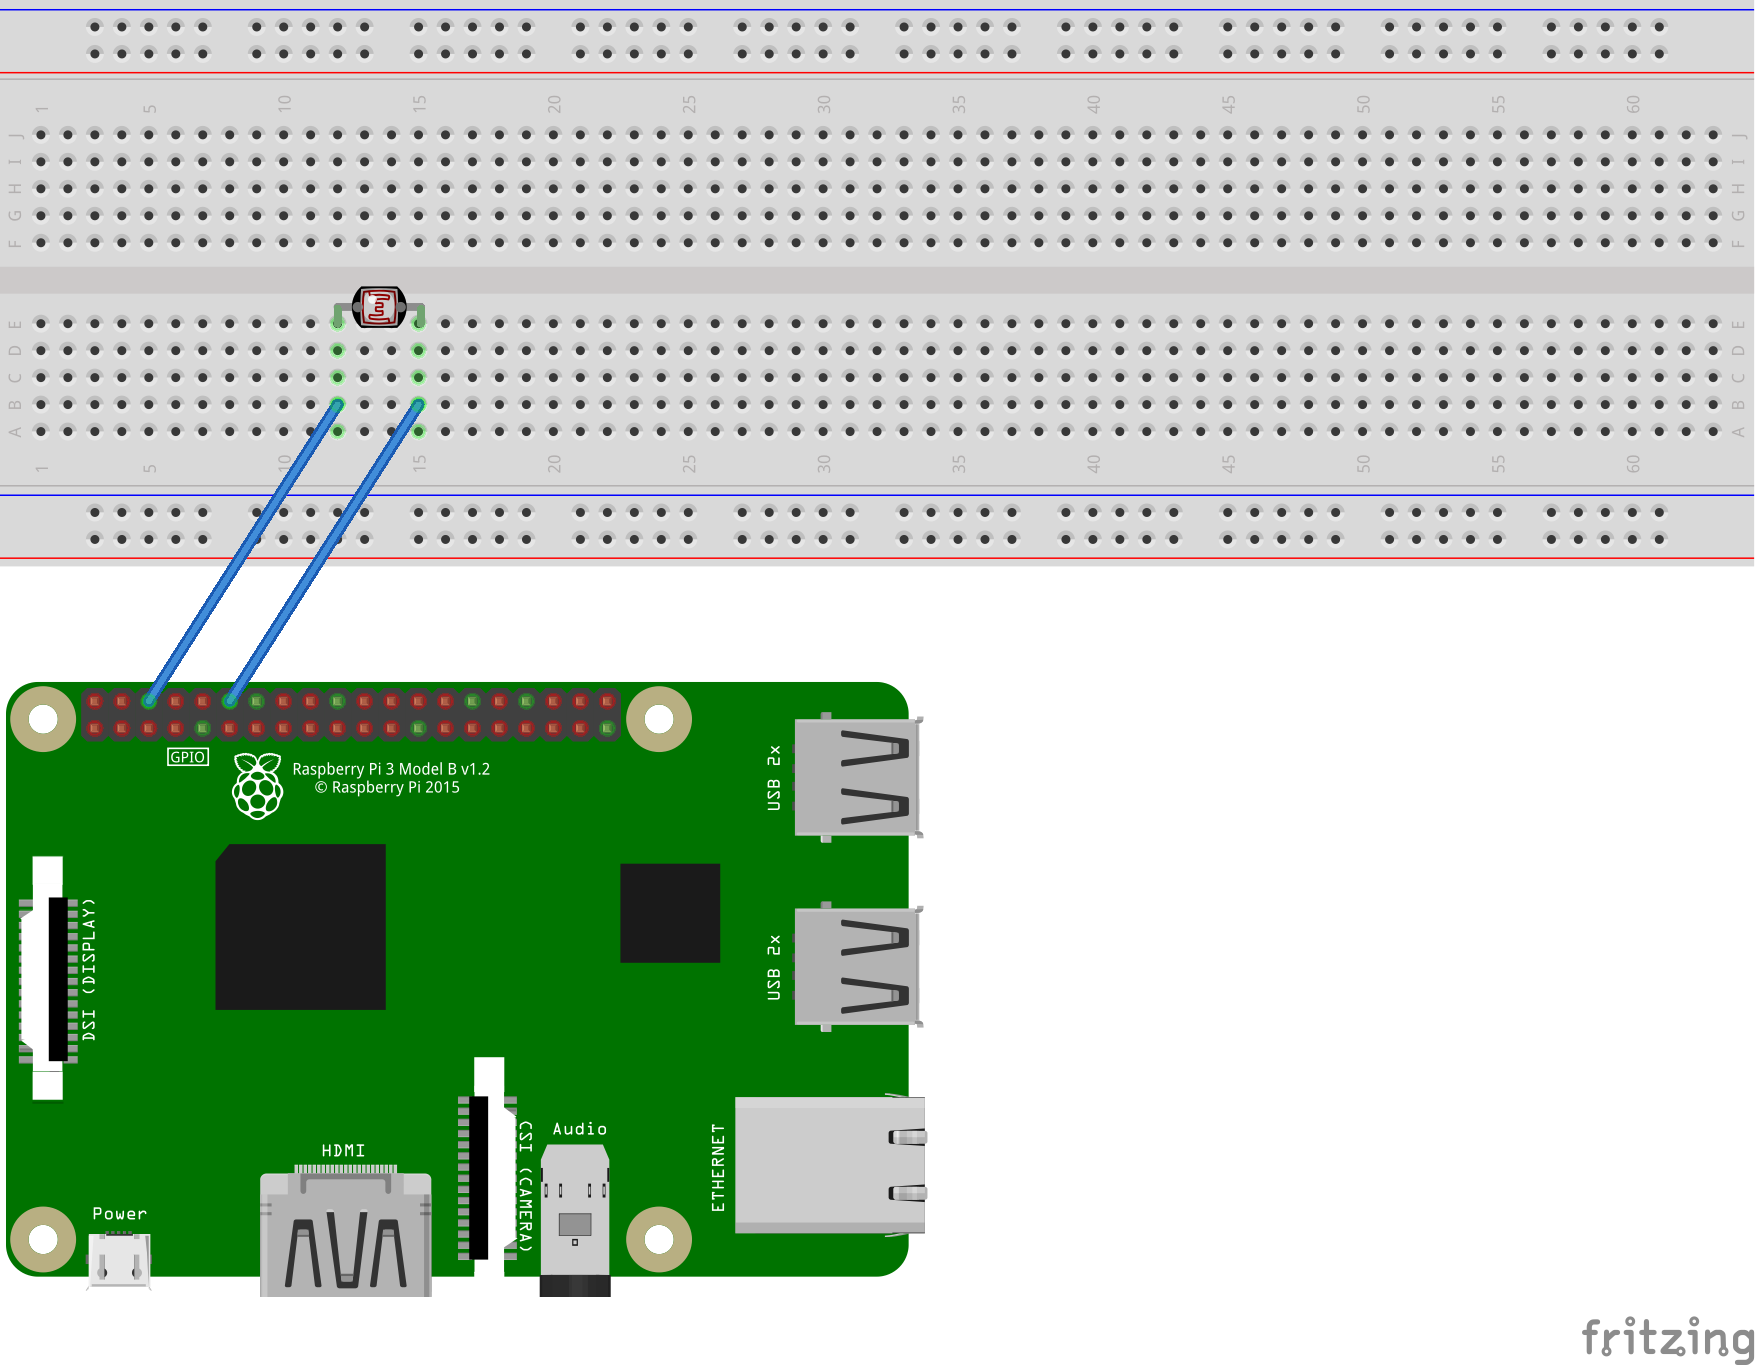 1 5 10 15 20 25 30 35 40 45 50 55 60
J J
I I
H H
G G
F F
E E
D D
C C
B B
A A
1 5 10 15 20 25 30 35 40 45 50 55 60
GPIO
Raspberry Pi 3 Model B v1.2
© Raspberry Pi 2015
USB 2x
DSI (DISPLAY)
USB 2x
CSI (CAMERA)
Audio
ETHERNET
HDMI
Power
fritzing